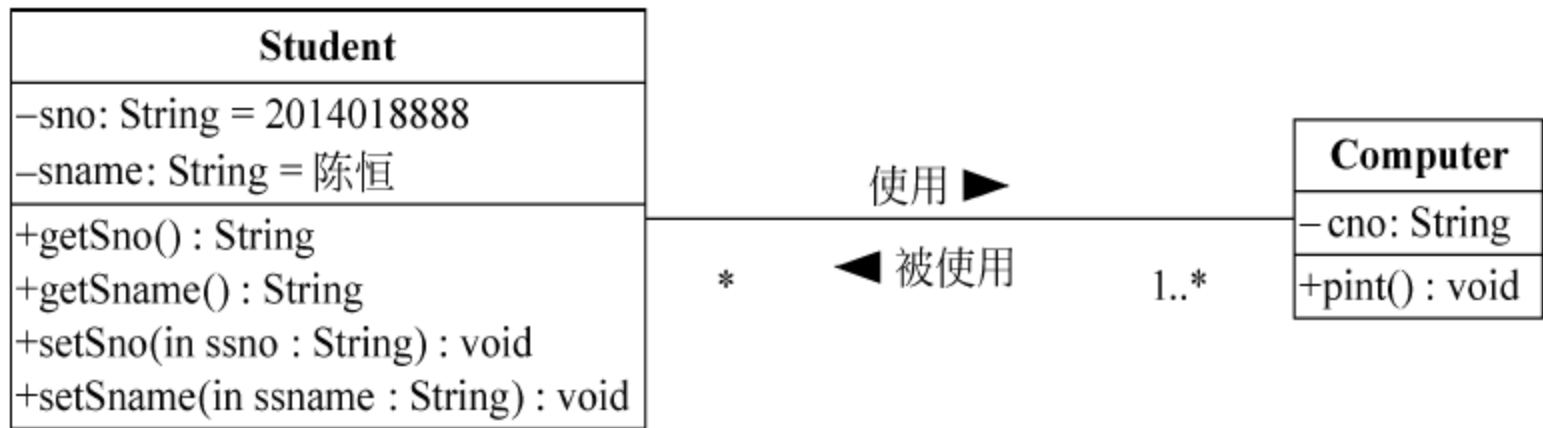 Student
–sno: String = 2014018888
–sname: String = 陈恒
+getSno() : String
+getSname() : String
+setSno(in ssno : String) : void
+setSname(in ssname : String) : void
使用 ►
◄ 被使用
*
1..*
Computer
– cno: String
+pint() : void